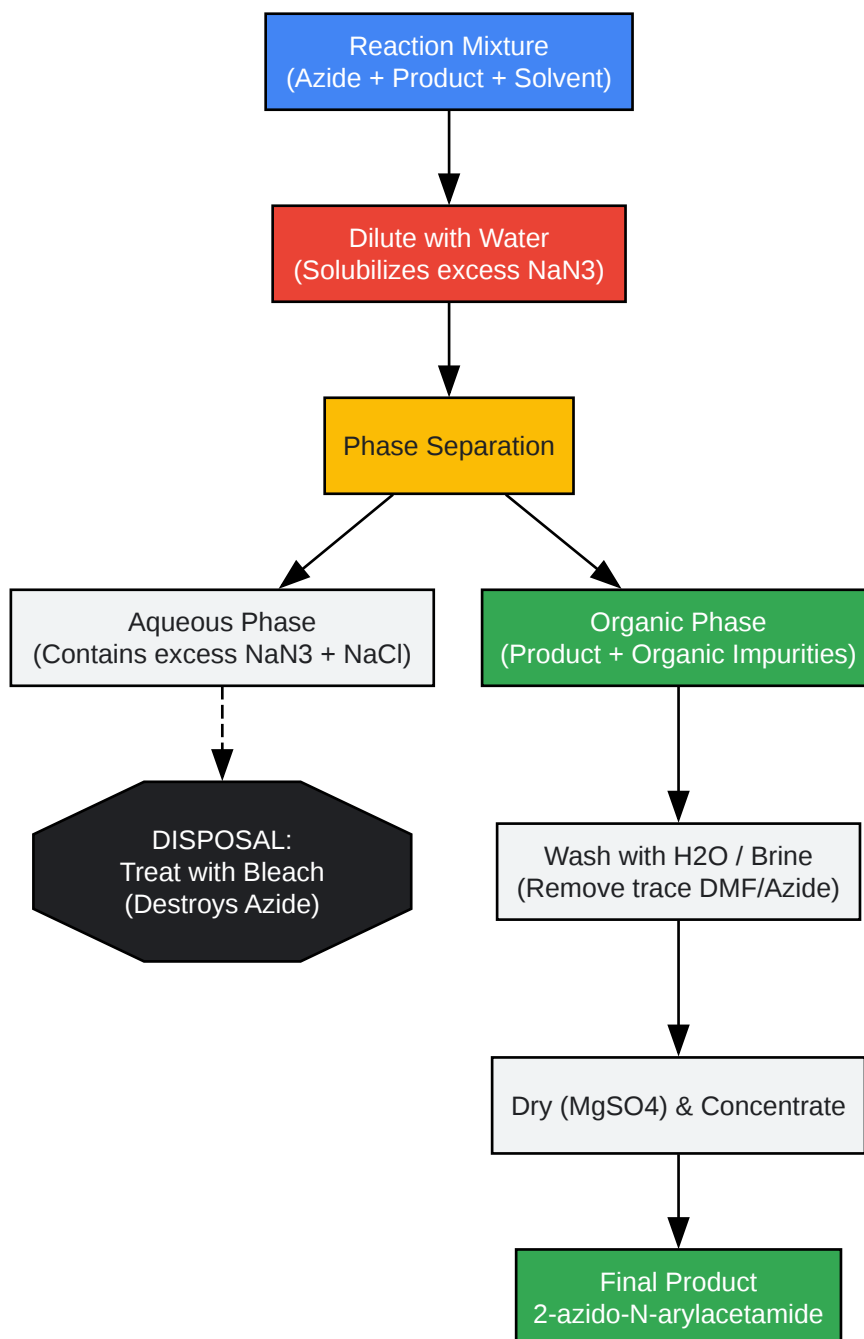 Reaction Mixture
(Azide + Product + Solvent)
Dilute with Water
(Solubilizes excess NaN3)
Phase Separation
Aqueous Phase
(Contains excess NaN3 + NaCl)
Organic Phase
(Product + Organic Impurities)
DISPOSAL:
Treat with Bleach
(Destroys Azide)
Wash with H2O / Brine
(Remove trace DMF/Azide)
Dry (MgSO4) & Concentrate
Final Product
2-azido-N-arylacetamide